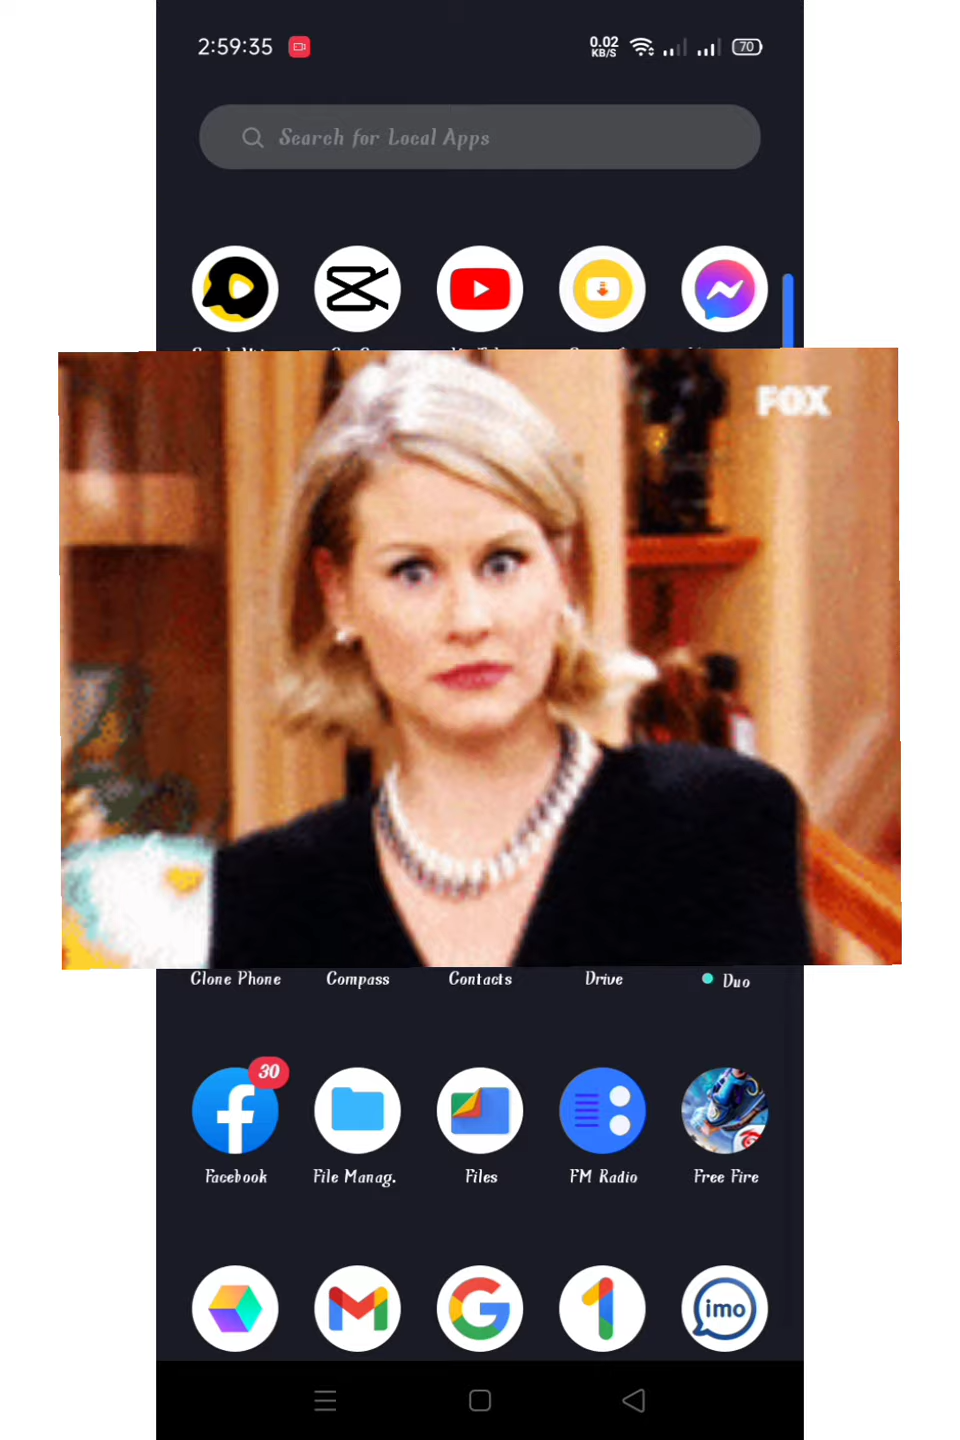 2:59:35
0.02
KB/S
70
Search for Local Apps
FOX
Clone Phone Compass Contacts Drive Duo
30
Facebook File Manag. Files FM Radio Free Fire
imo